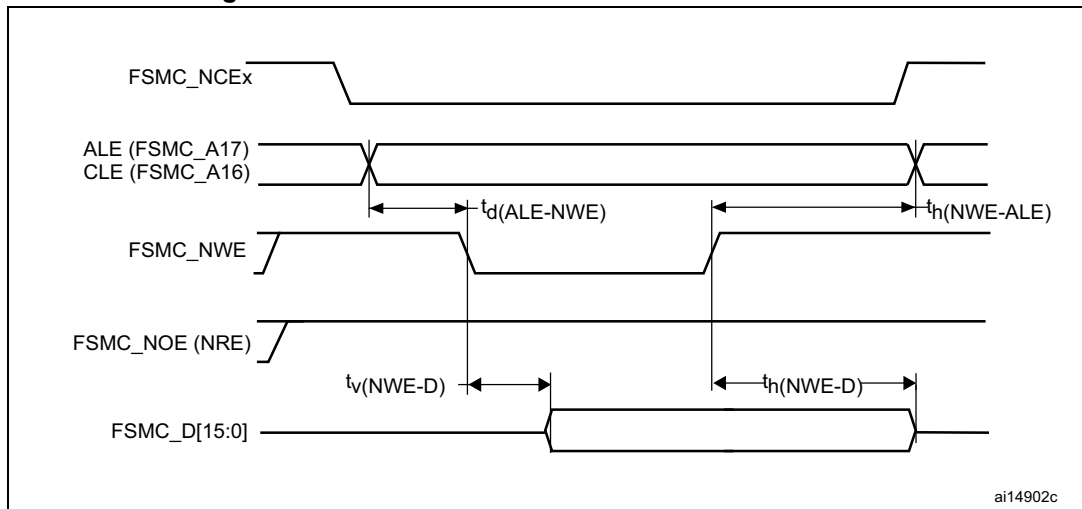 FSMC_NCEx
ALE (FSMC_A17)
CLE (FSMC_A16)
td(ALE-NWE)
th(NWE-ALE)
FSMC_NWE
FSMC_NOE (NRE)
tv(NWE-D)
th(NWE-D)
FSMC_D[15:0]
ai14902c